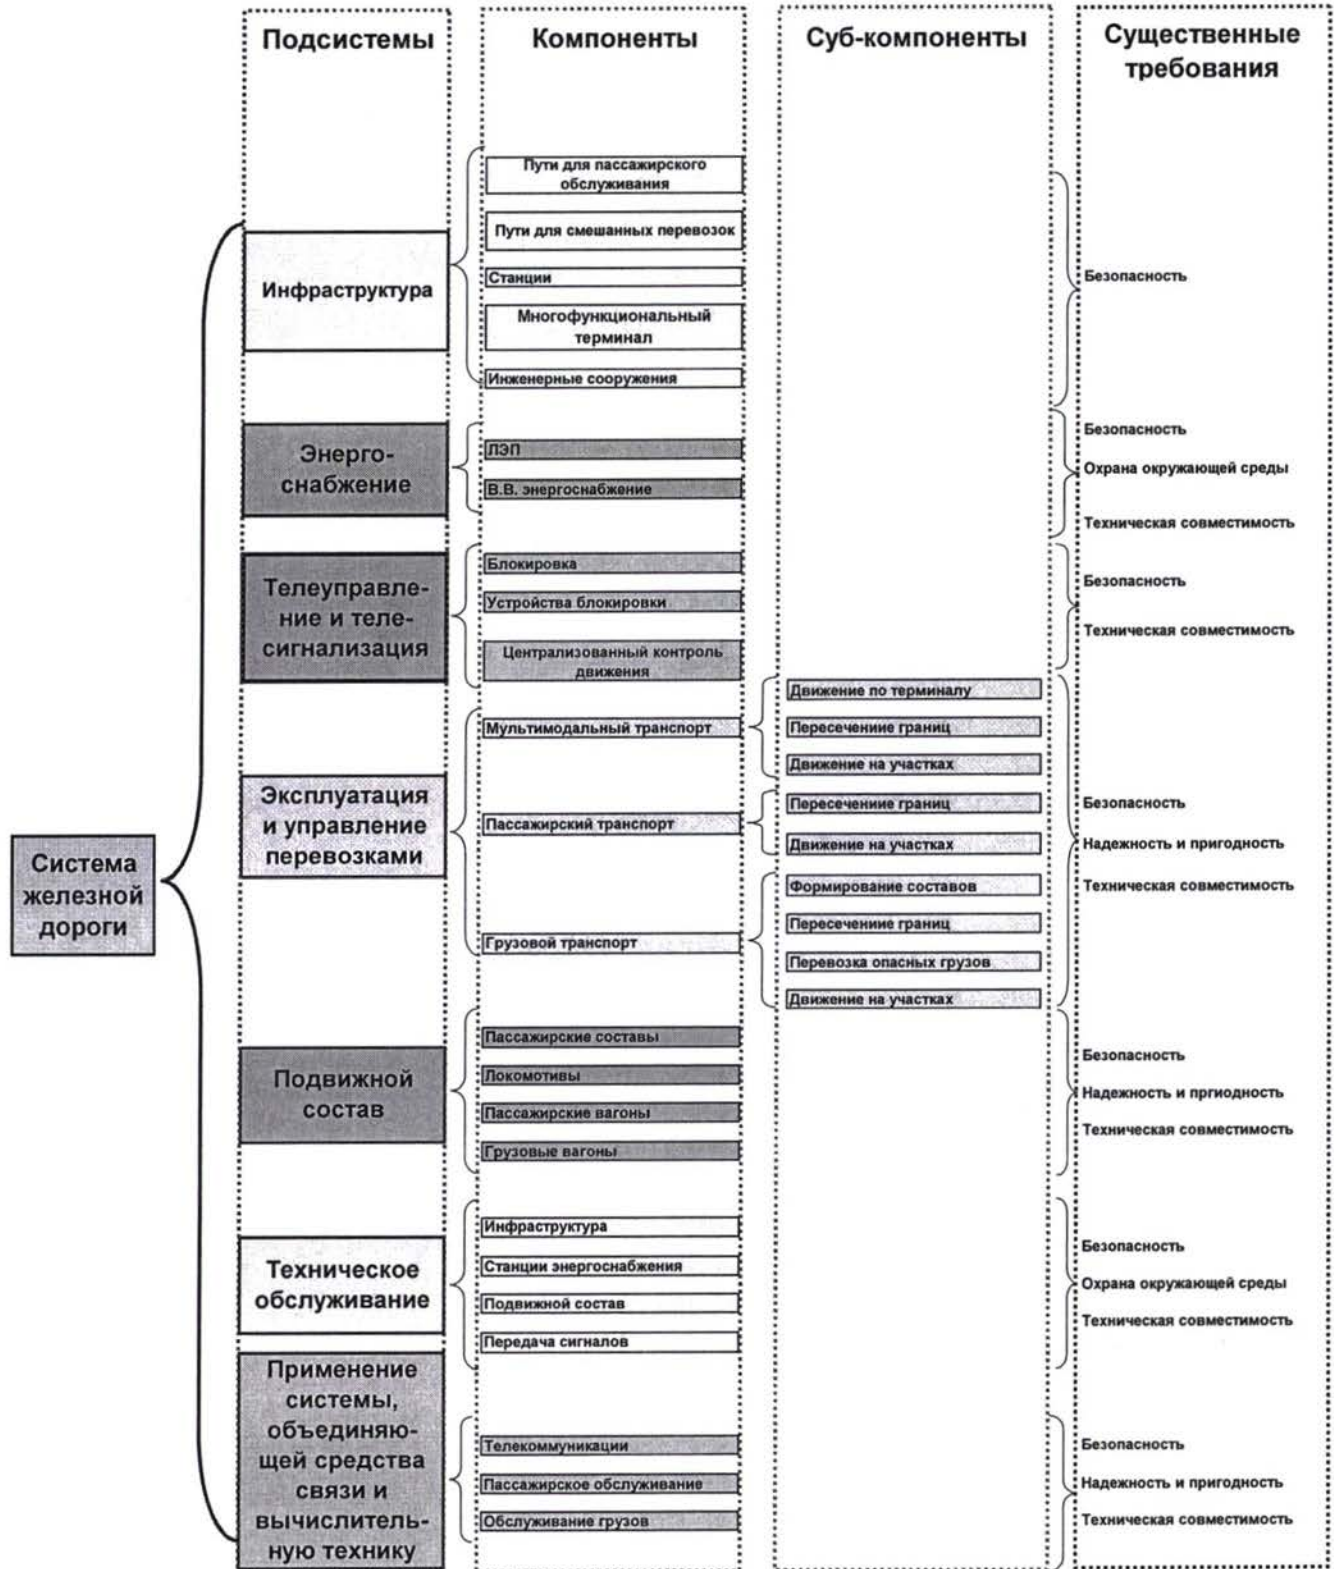 Подсистемы
Компоненты
Суб-компоненты
Существенные
требования
Система
железной
дороги
Инфраструктура
Пути для пассажирского
обслуживания
Пути для смешанных перевозок
Станции
Многофункциональный
терминал
Инженерные сооружения
Безопасность
Энерго-
снабжение
ЛЭП
В.В. энергоснабжение
Безопасность
Охрана окружающей среды
Техническая совместимость
Телеуправле-
ние и теле-
сигнализация
Блокировка
Устройства блокировки
Централизованный контроль
движения
Безопасность
Техническая совместимость
Эксплуатация
и управление
перевозками
Мультимодальный транспорт
Движение по терминалу
Пересеченииe границ
Движение на участках
Пассажирский транспорт
Пересеченииe границ
Движение на участках
Грузовой транспорт
Формирование составов
Пересеченииe границ
Перевозка опасных грузов
Движение на участках
Безопасность
Надежность и пригодность
Техническая совместимость
Подвижной
состав
Пассажирские составы
Локомотивы
Пассажирские вагоны
Грузовые вагоны
Безопасность
Надежность и пргиодность
Техническая совместимость
Техническое
обслуживание
Инфраструктура
Станции энергоснабжения
Подвижной состав
Передача сигналов
Безопасность
Охрана окружающей среды
Техническая совместимость
Применение
системы,
объединяю-
щей средства
связи и
вычислитель-
ную технику
Телекоммуникации
Пассажирское обслуживание
Обслуживание грузов
Безопасность
Надежность и пригодность
Техническая совместимость